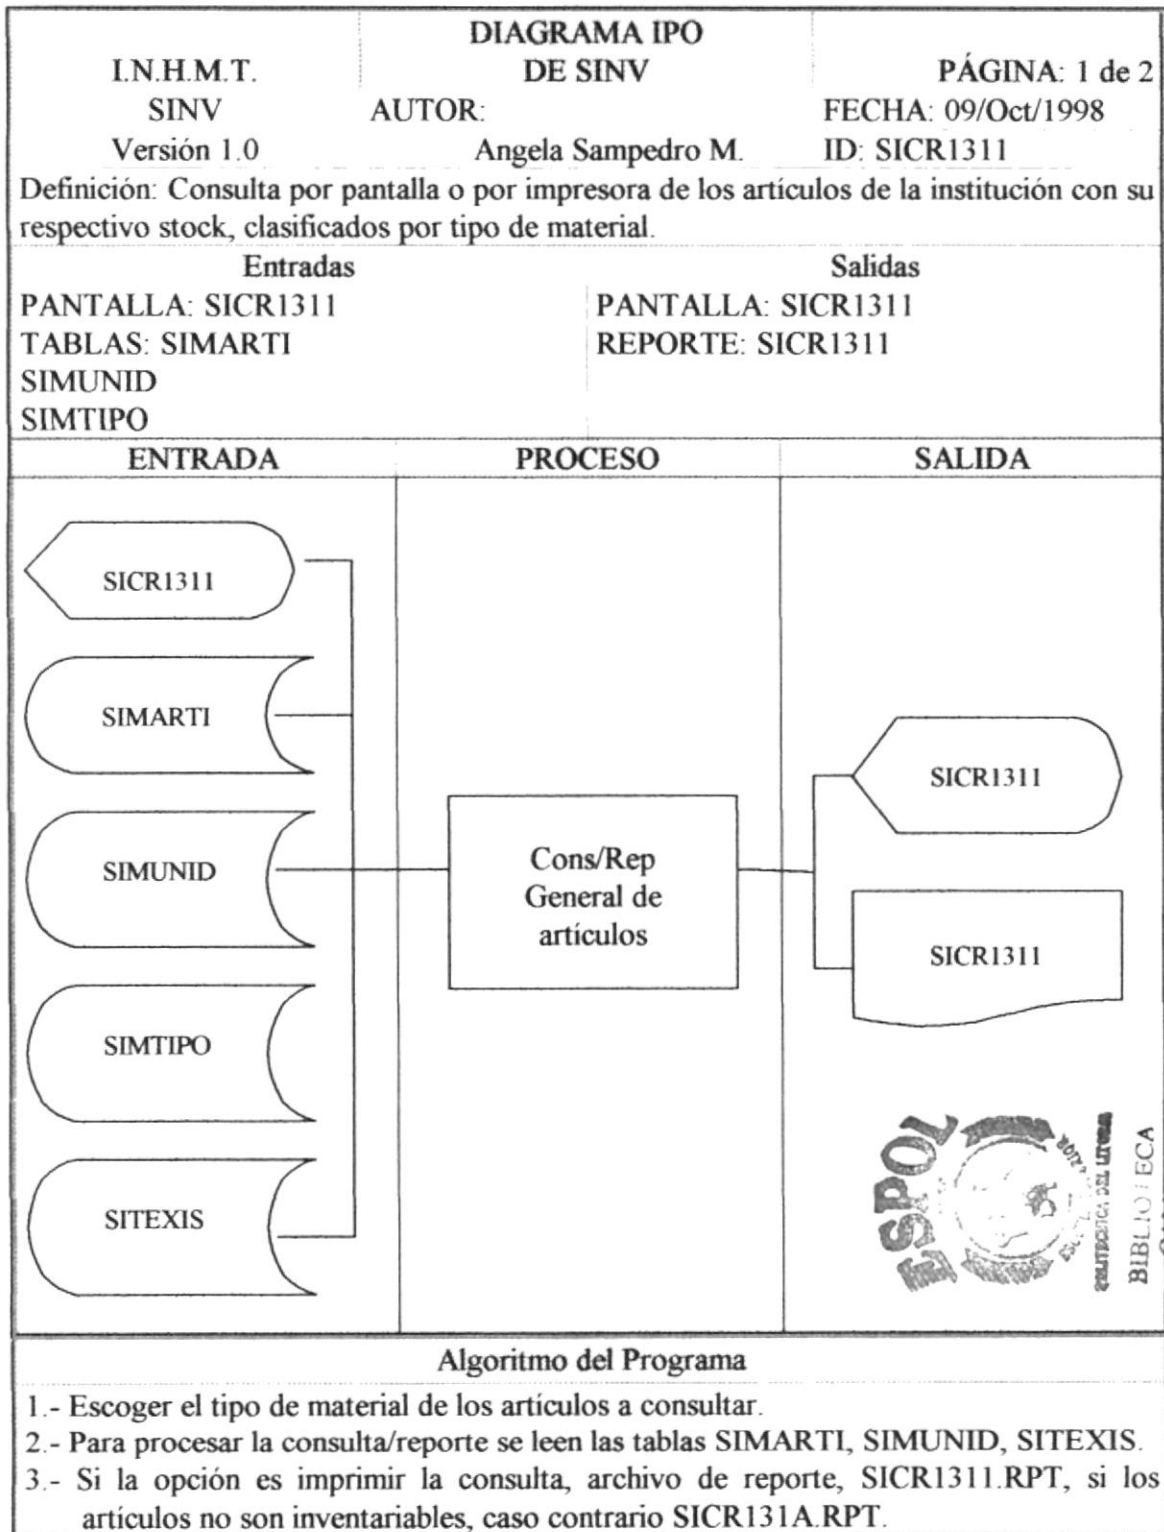 DIAGRAMA IPO
I.N.H.M.T. DE SINV PÁGINA: 1 de 2
SINV AUTOR: FECHA: 09/Oct/1998
Versión 1.0 Angela Sampedro M. ID: SICR1311
Definición: Consulta por pantalla o por impresora de los artículos de la institución con su
respectivo stock, clasificados por tipo de material.
Entradas Salidas
PANTALLA: SICR1311 PANTALLA: SICR1311
TABLAS: SIMARTI REPORTE: SICR1311
SIMUNID
SIMTIPO
ENTRADA PROCESO SALIDA
SICR1311
SIMARTI
SIMUNID
SIMTIPO
SITEXIS
Cons/Rep
General de
artículos
SICR1311
SICR1311
ESPOL
POLITECNICA DEL LITORAL
BIBLIOTECA
Algoritmo del Programa
1.- Escoger el tipo de material de los artículos a consultar.
2.- Para procesar la consulta/reporte se leen las tablas SIMARTI, SIMUNID, SITEXIS.
3.- Si la opción es imprimir la consulta, archivo de reporte, SICR1311.RPT, si los
artículos no son inventariables, caso contrario SICR131A.RPT.